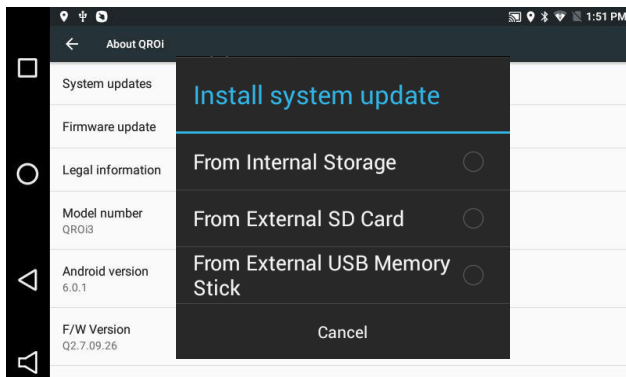 1:51 PM
About QROi
System updates
Firmware update
Legal information
Model number
QROi3
Android version
6.0.1
F/W Version
Q2.7.09.26
Install system update
From Internal Storage
From External SD Card
From External USB Memory
Stick
Cancel